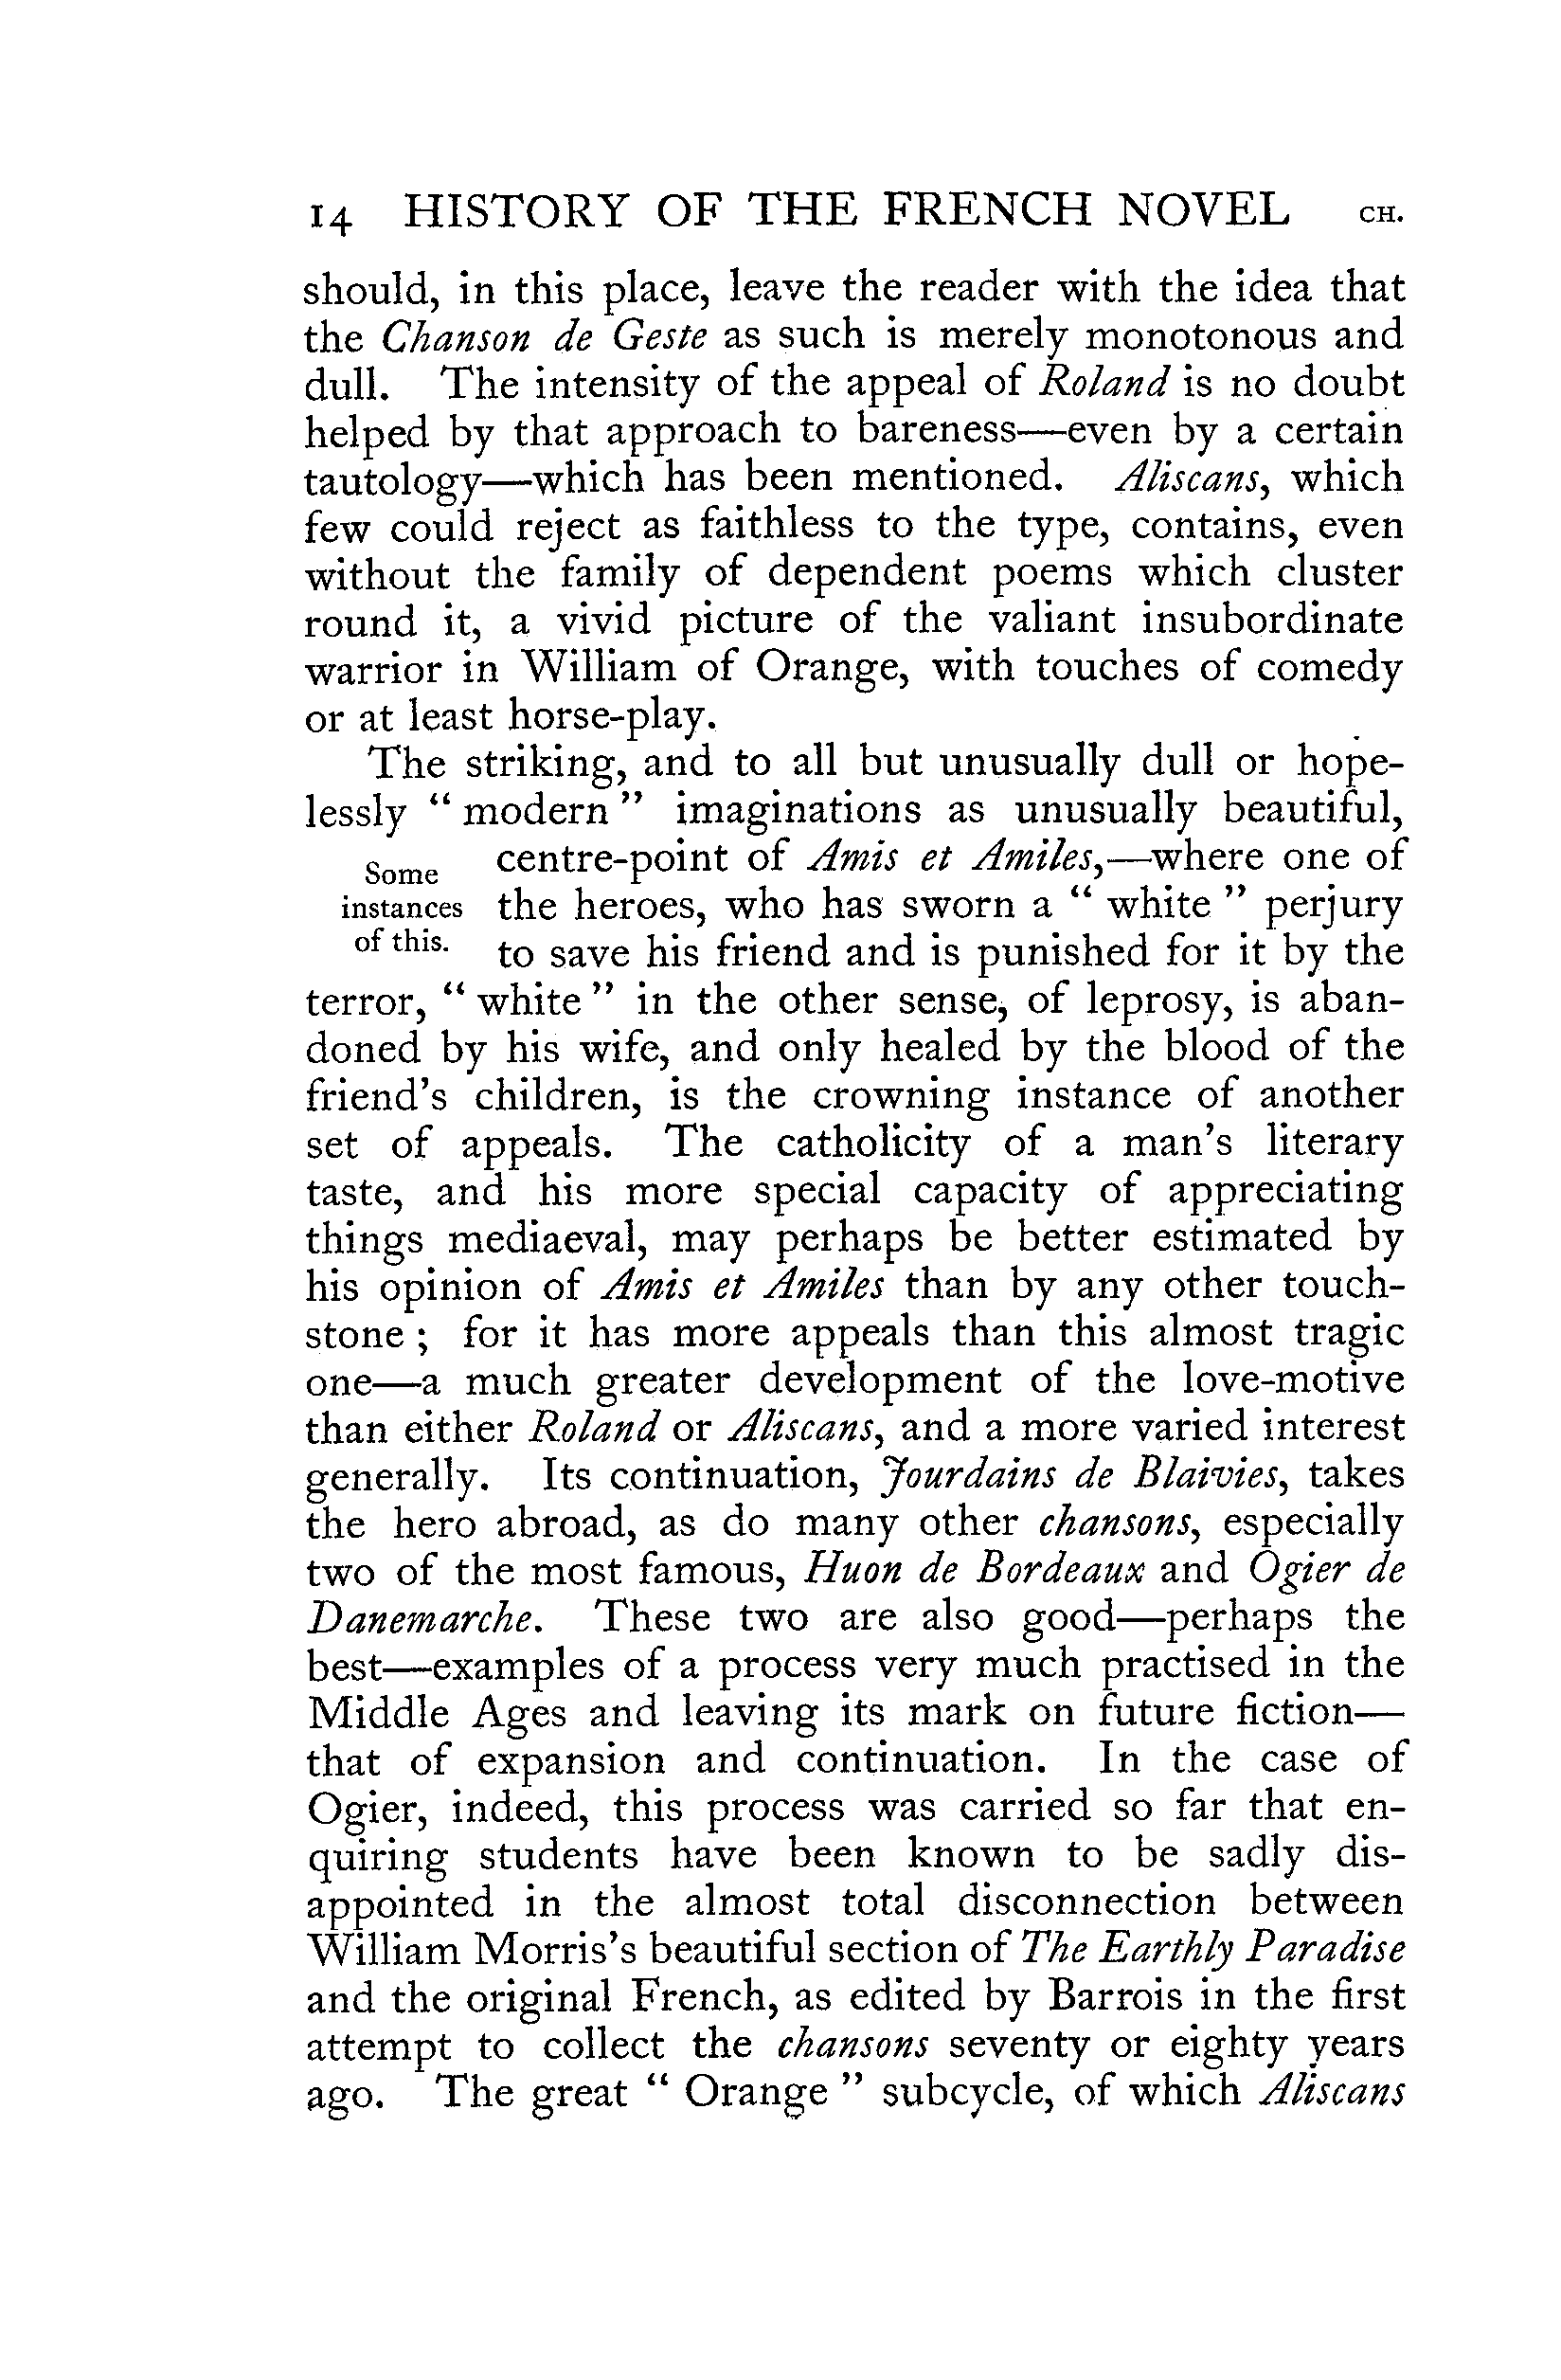 14 HISTORY OF THE FRENCH NOVEL CH.
should, in this place, leave the reader with the idea that
the Chanson de Geste as such is merely monotonous and
dull. The intensity of the appeal of Roland is no doubt
helped by that approach to bareness—even by a certain
tautology—which has been mentioned. Aliscans, which
few could reject as faithless to the type, contains, even
without the family of dependent poems which cluster
round it, a vivid picture of the valiant insubordinate
warrior in William of Orange, with touches of comedy
or at least horse-play.
The striking, and to all but unusually dull or hope-
lessly “ modern ” imaginations as unusually beautiful,
Some
instances
of this.
centre-point of Amis et Amiles,—where one of
the heroes, who has sworn a “ white ” perjury
to save his friend and is punished for it by the
terror, “ white ” in the other sense, of leprosy, is aban-
doned by his wife, and only healed by the blood of the
friend’s children, is the crowning instance of another
set of appeals. The catholicity of a man’s literary
taste, and his more special capacity of appreciating
things mediaeval, may perhaps be better estimated by
his opinion of Amis et Amiles than by any other touch-
stone ; for it has more appeals than this almost tragic
one—a much greater development of the love-motive
than either Roland or Aliscans, and a more varied interest
generally. Its continuation, Jourdains de Blaivies, takes
the hero abroad, as do many other chansons, especially
two of the most famous, Huon de Bordeaux and Ogier de
Danemarche. These two are also good—perhaps the
best—examples of a process very much practised in the
Middle Ages and leaving its mark on future fiction—
that of expansion and continuation. In the case of
Ogier, indeed, this process was carried so far that en-
quiring students have been known to be sadly dis-
appointed in the almost total disconnection between
William Morris’s beautiful section of The Earthly Paradise
and the original French, as edited by Barrois in the first
attempt to collect the chansons seventy or eighty years
ago. The great “ Orange ” subcycle, of which Aliscans